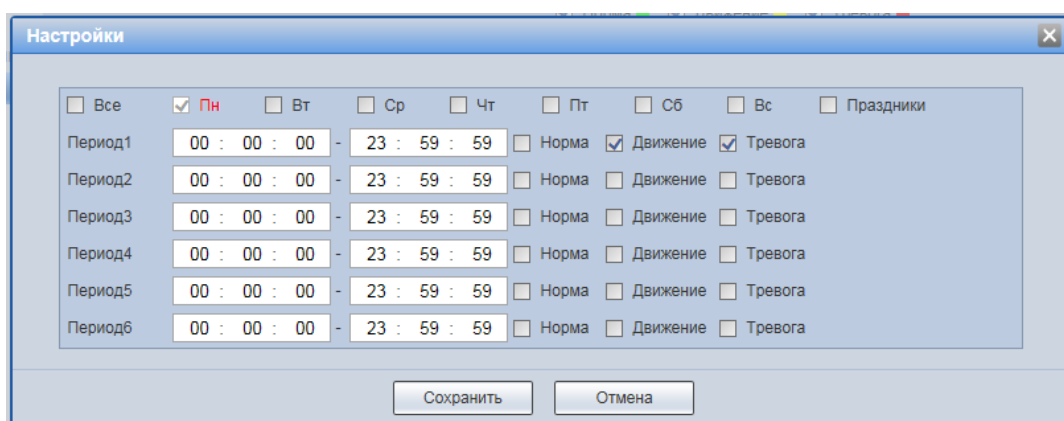 Настройки
Все Пн Вт Ср Чт Пт Сб Вс Праздники
Период1 00 : 00 : 00 - 23 : 59 : 59 Норма Движение Тревога
Период2 00 : 00 : 00 - 23 : 59 : 59 Норма Движение Тревога
Период3 00 : 00 : 00 - 23 : 59 : 59 Норма Движение Тревога
Период4 00 : 00 : 00 - 23 : 59 : 59 Норма Движение Тревога
Период5 00 : 00 : 00 - 23 : 59 : 59 Норма Движение Тревога
Период6 00 : 00 : 00 - 23 : 59 : 59 Норма Движение Тревога
Сохранить Отмена